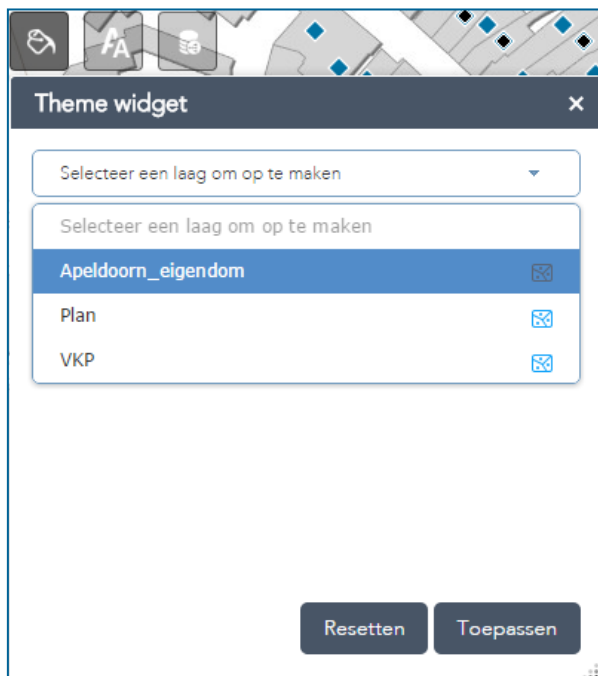 AA
Theme widget
Selecteer een laag om op te maken
Selecteer een laag om op te maken
Apeldoorn_eigendom
Plan
VKP
Resetten
Toepassen